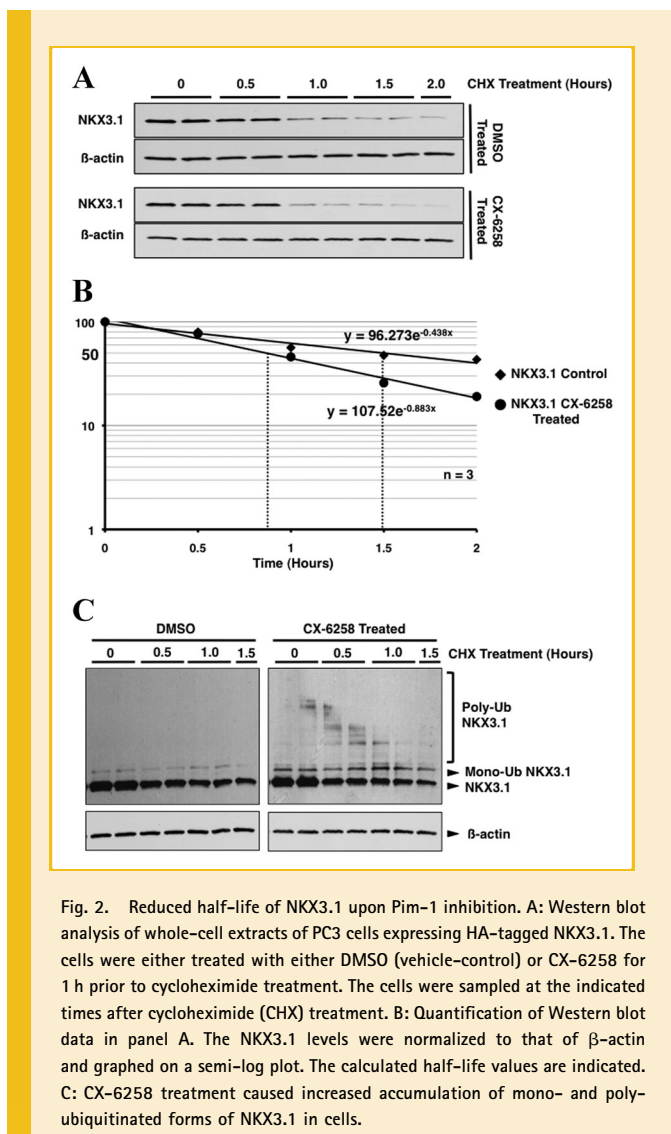 A
0 0.5 1.0 1.5 2.0 CHX Treatment (Hours)
NKX3.1
ß-actin
DMSO
Treated
NKX3.1
ß-actin
CX-6258
Treated
B
100
50
10
1
y = 96.273e-0.438x
y = 107.52e-0.883x
NKX3.1 Control
NKX3.1 CX-6258
Treated
n = 3
0 0.5 1 1.5 2
Time (Hours)
C
DMSO CX-6258 Treated
0 0.5 1.0 1.5 0 0.5 1.0 1.5 CHX Treatment (Hours)
Poly-Ub
NKX3.1
Mono-Ub NKX3.1
NKX3.1
ß-actin
Fig. 2. Reduced half-life of NKX3.1 upon Pim-1 inhibition. A: Western blot
analysis of whole-cell extracts of PC3 cells expressing HA-tagged NKX3.1. The
cells were either treated with either DMSO (vehicle-control) or CX-6258 for
1 h prior to cycloheximide treatment. The cells were sampled at the indicated
times after cycloheximide (CHX) treatment. B: Quantification of Western blot
data in panel A. The NKX3.1 levels were normalized to that of β-actin
and graphed on a semi-log plot. The calculated half-life values are indicated.
C: CX-6258 treatment caused increased accumulation of mono- and poly-
ubiquitinated forms of NKX3.1 in cells.